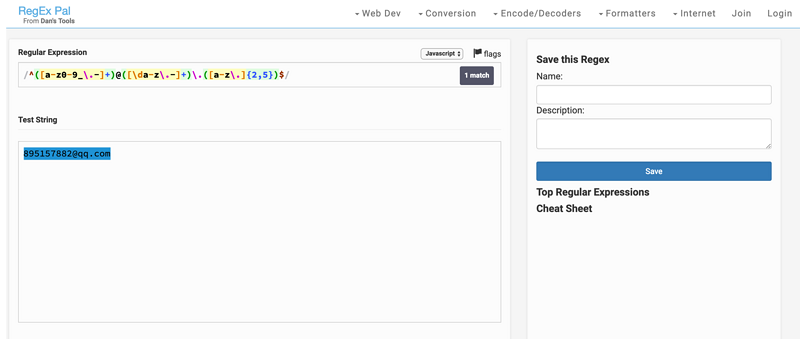 RegEx Pal
From Dan's Tools
Web Dev
Conversion
Encode/Decoders
Formatters
Internet
Join
Login
Regular Expression
Javascript
flags
/^([a-z0-9_\.-]+)@([\da-z\.-]+)\.([a-z\.]{2,5})$/
1 match
Test String
895157882@qq.com
Save this Regex
Name:
Description:
Save
Top Regular Expressions
Cheat Sheet